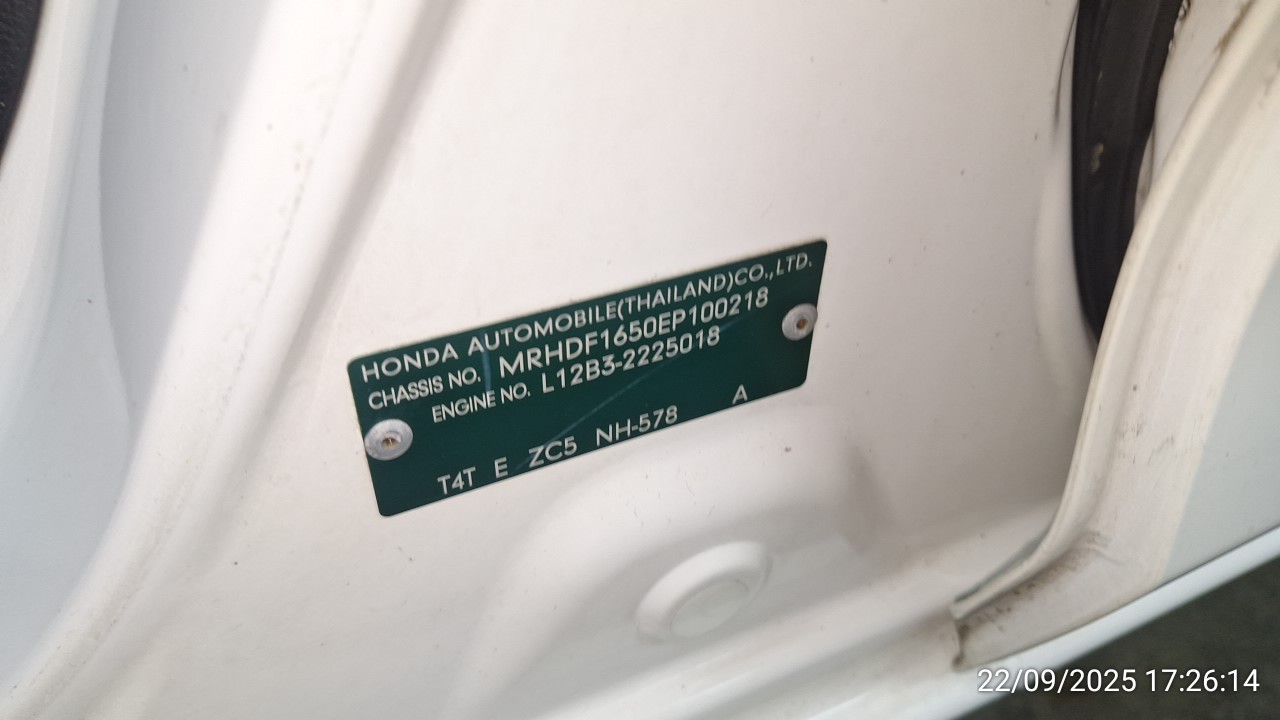 HONDA AUTOMOBILE(THAILAND)CO.,LTD.
CHASSIS NO. MRHDF1650EP100218
ENGINE NO. L12B3-2225018
T4T E ZC5 NH-578 A
22/09/2025 17:26:14